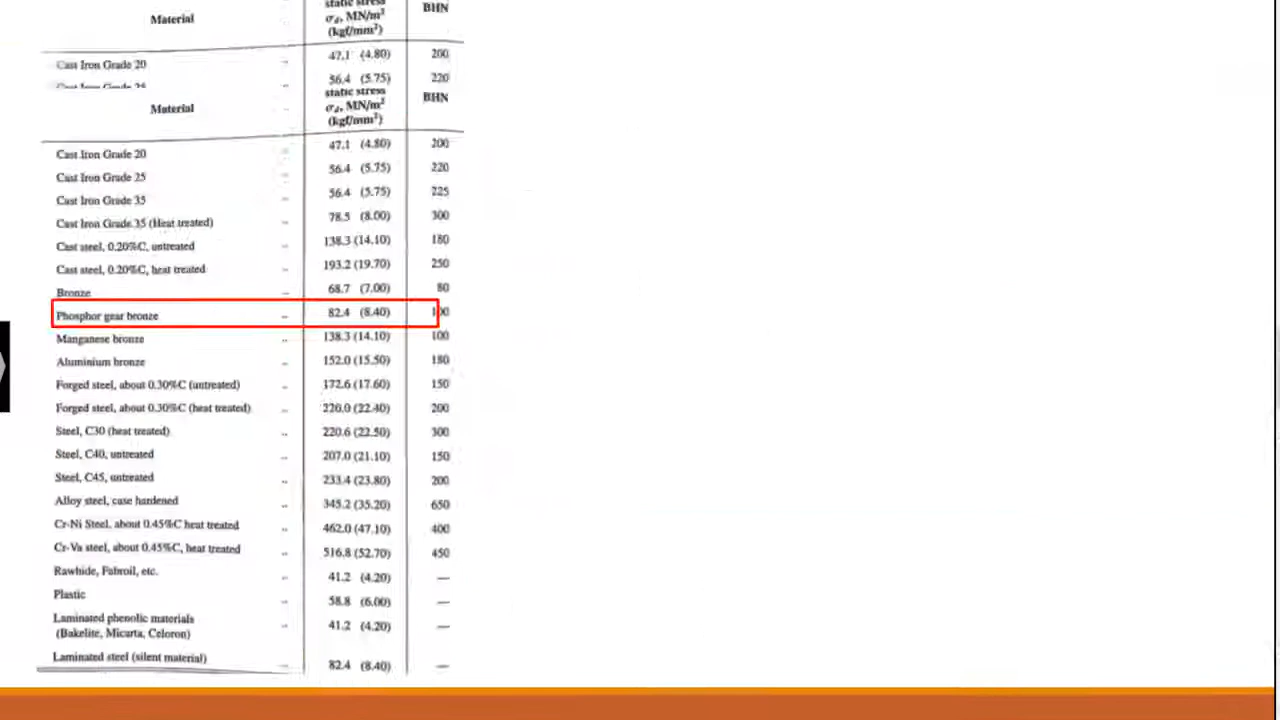 static stress
Material σd, MN/m² BHN
(kgf/mm²)
Cast Iron Grade 20 .. 47.1 (4.80) 200
Cast Iron Grade 25 56.4 (5.75) 220
static stress
Material σd, MN/m² BHN
(kgf/mm²)
Cast Iron Grade 20 .. 47.1 (4.80) 200
Cast Iron Grade 25 .. 56.4 (5.75) 220
Cast Iron Grade 35 .. 56.4 (5.75) 225
Cast Iron Grade 35 (Heat treated) .. 78.5 (8.00) 300
Cast steel, 0.20%C, untreated .. 138.3 (14.10) 180
Cast steel, 0.20%C, heat treated .. 193.2 (19.70) 250
Bronze .. 68.7 (7.00) 80
Phosphor gear bronze .. 82.4 (8.40) 100
Manganese bronze .. 138.3 (14.10) 100
Aluminium bronze .. 152.0 (15.50) 180
Forged steel, about 0.30%C (untreated) .. 172.6 (17.60) 150
Forged steel, about 0.30%C (heat treated) .. 220.0 (22.40) 200
Steel, C30 (heat treated) .. 220.6 (22.50) 300
Steel, C40, untreated .. 207.0 (21.10) 150
Steel, C45, untreated .. 233.4 (23.80) 200
Alloy steel, case hardened .. 345.2 (35.20) 650
Cr-Ni Steel, about 0.45%C heat treated .. 462.0 (47.10) 400
Cr-Va steel, about 0.45%C, heat treated .. 516.8 (52.70) 450
Rawhide, Fabroil, etc. .. 41.2 (4.20) —
Plastic .. 58.8 (6.00) —
Laminated phenolic materials .. 41.2 (4.20) —
(Bakelite, Micarta, Celoron)
Laminated steel (silent material) .. 82.4 (8.40) —